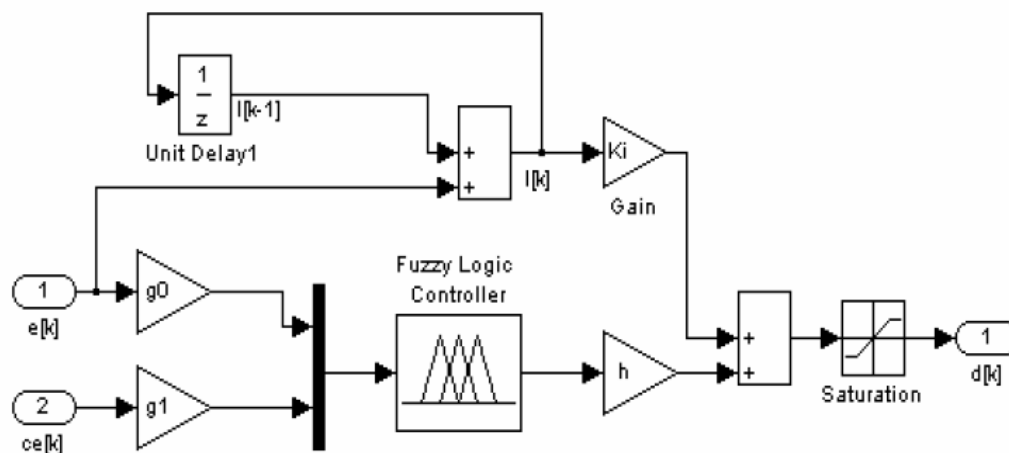 1
z
I[k-1]
Unit Delay1
+
+
I[k]
Ki
Gain
1
e[k]
g0
Fuzzy Logic
Controller
2
ce[k]
g1
h
+
+
Saturation
1
d[k]